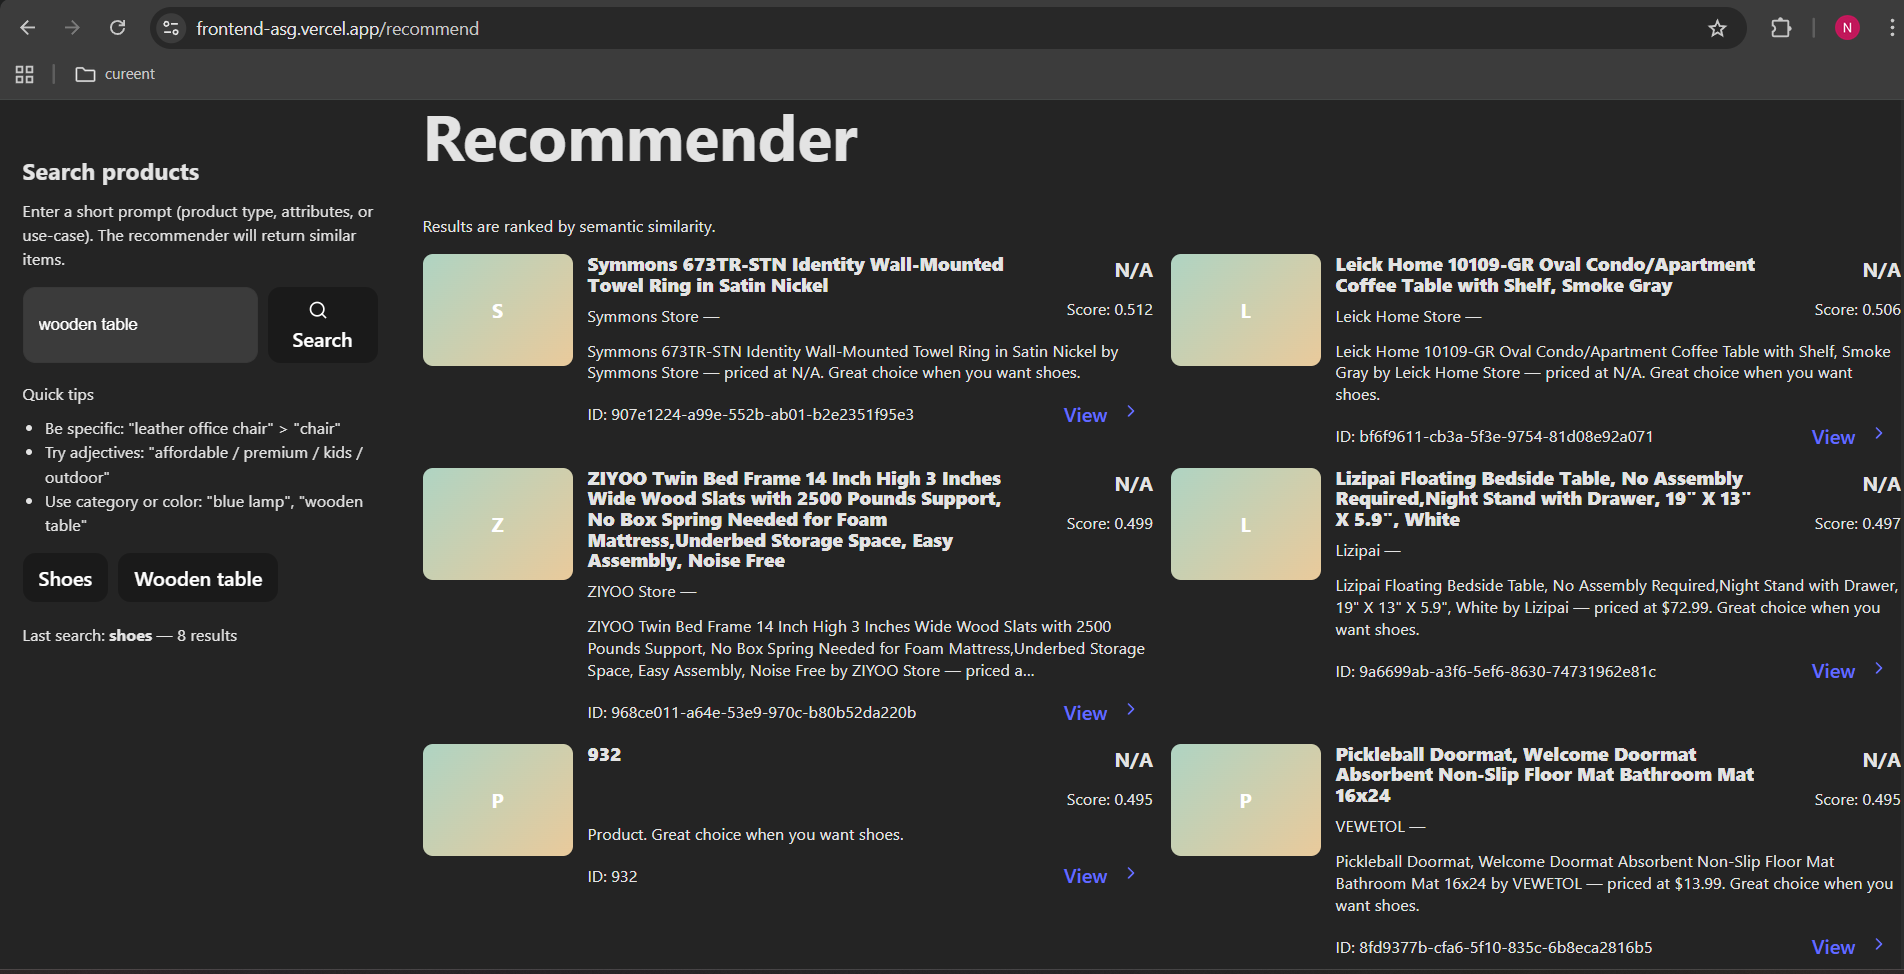 frontend-asg.vercel.app/recommend
N
cureent
Search products
Enter a short prompt (product type, attributes, or
use-case). The recommender will return similar
items.
wooden table
Search
Quick tips
Be specific: "leather office chair" > "chair"
Try adjectives: "affordable / premium / kids /
outdoor"
Use category or color: "blue lamp", "wooden
table"
Shoes
Wooden table
Last search: shoes — 8 results
Recommender
Results are ranked by semantic similarity.
S
Symmons 673TR-STN Identity Wall-Mounted
Towel Ring in Satin Nickel
N/A
Score: 0.512
Symmons Store —
Symmons 673TR-STN Identity Wall-Mounted Towel Ring in Satin Nickel by
Symmons Store — priced at N/A. Great choice when you want shoes.
ID: 907e1224-a99e-552b-ab01-b2e2351f95e3
View
L
Leick Home 10109-GR Oval Condo/Apartment
Coffee Table with Shelf, Smoke Gray
N/A
Score: 0.506
Leick Home Store —
Leick Home 10109-GR Oval Condo/Apartment Coffee Table with Shelf, Smoke
Gray by Leick Home Store — priced at N/A. Great choice when you want
shoes.
ID: bf6f9611-cb3a-5f3e-9754-81d08e92a071
View
Z
ZIYOO Twin Bed Frame 14 Inch High 3 Inches
Wide Wood Slats with 2500 Pounds Support,
No Box Spring Needed for Foam
Mattress,Underbed Storage Space, Easy
Assembly, Noise Free
N/A
Score: 0.499
ZIYOO Store —
ZIYOO Twin Bed Frame 14 Inch High 3 Inches Wide Wood Slats with 2500
Pounds Support, No Box Spring Needed for Foam Mattress,Underbed Storage
Space, Easy Assembly, Noise Free by ZIYOO Store — priced a...
ID: 968ce011-a64e-53e9-970c-b80b52da220b
View
L
Lizipai Floating Bedside Table, No Assembly
Required,Night Stand with Drawer, 19" X 13"
X 5.9", White
N/A
Score: 0.497
Lizipai —
Lizipai Floating Bedside Table, No Assembly Required,Night Stand with Drawer,
19" X 13" X 5.9", White by Lizipai — priced at $72.99. Great choice when you
want shoes.
ID: 9a6699ab-a3f6-5ef6-8630-74731962e81c
View
P
932
N/A
Score: 0.495
Product. Great choice when you want shoes.
ID: 932
View
P
Pickleball Doormat, Welcome Doormat
Absorbent Non-Slip Floor Mat Bathroom Mat
16x24
N/A
Score: 0.495
VEWETOL —
Pickleball Doormat, Welcome Doormat Absorbent Non-Slip Floor Mat
Bathroom Mat 16x24 by VEWETOL — priced at $13.99. Great choice when you
want shoes.
ID: 8fd9377b-cfa6-5f10-835c-6b8eca2816b5
View